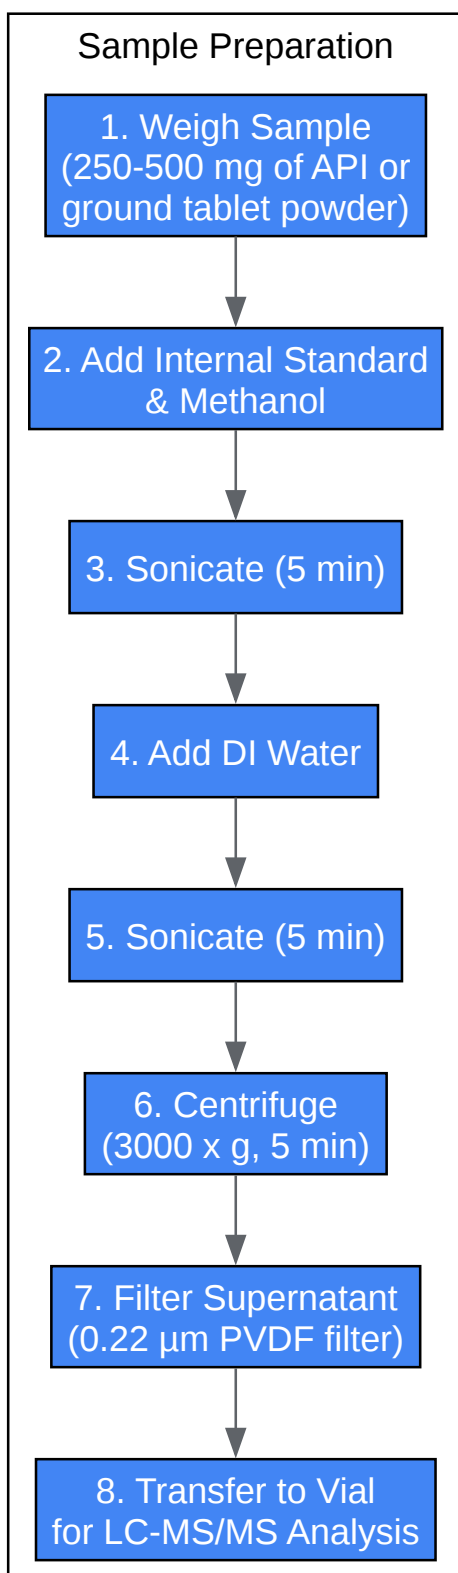 Sample Preparation
1. Weigh Sample
(250-500 mg of API or
ground tablet powder)
2. Add Internal Standard
& Methanol
3. Sonicate (5 min)
4. Add DI Water
5. Sonicate (5 min)
6. Centrifuge
(3000 x g, 5 min)
7. Filter Supernatant
(0.22 µm PVDF filter)
8. Transfer to Vial
for LC-MS/MS Analysis